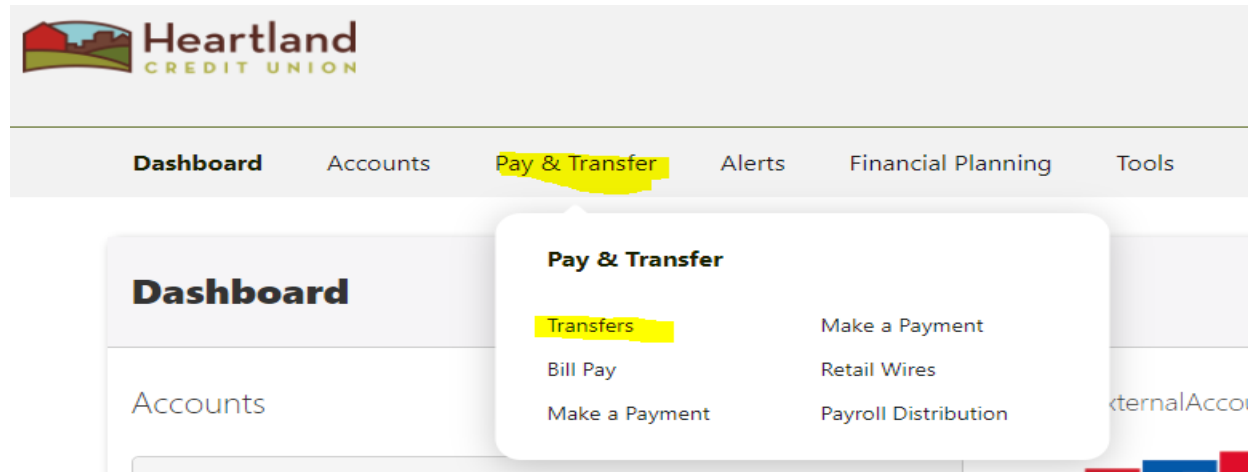 Heartland
CREDIT UNION
Dashboard Accounts Pay & Transfer Alerts Financial Planning Tools
Pay & Transfer
Dashboard
Transfers Make a Payment
Bill Pay Retail Wires
Accounts
Make a Payment Payroll Distribution